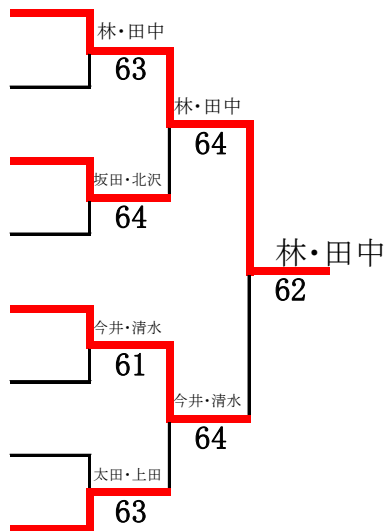 林・田中
63
林・田中
64
坂田・北沢
64
林・田中
62
今井・清水
61
今井・清水
64
太田・上田
63